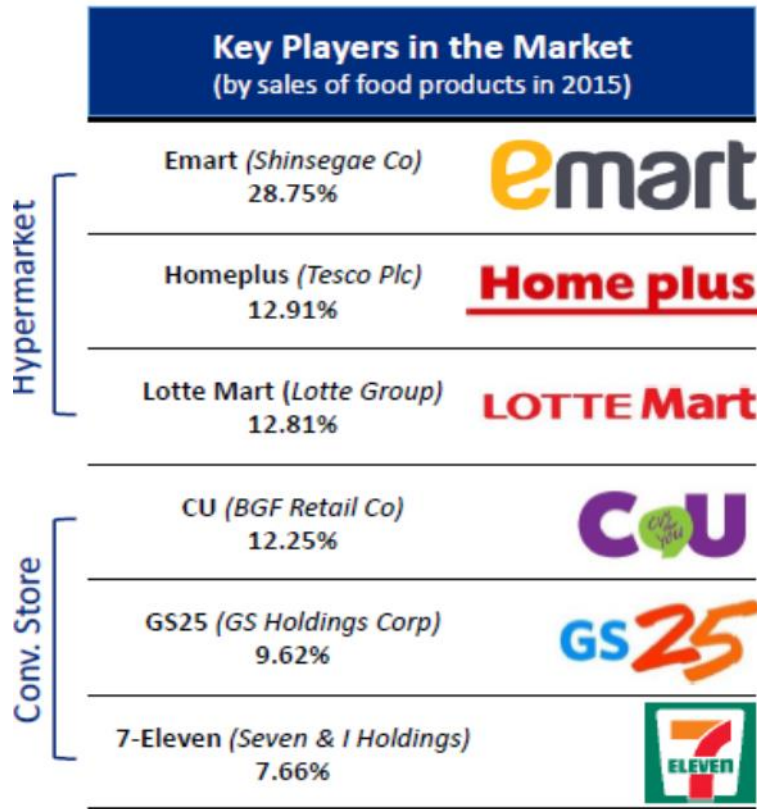 Key Players in the Market
(by sales of food products in 2015)
Hypermarket
Emart (Shinsegae Co)
28.75%
emart
Homeplus (Tesco Plc)
12.91%
Home plus
Lotte Mart (Lotte Group)
12.81%
LOTTE Mart
Conv. Store
CU (BGF Retail Co)
12.25%
CU
CVS for YOU
GS25 (GS Holdings Corp)
9.62%
GS25
7-Eleven (Seven & I Holdings)
7.66%
7
ELEVEN